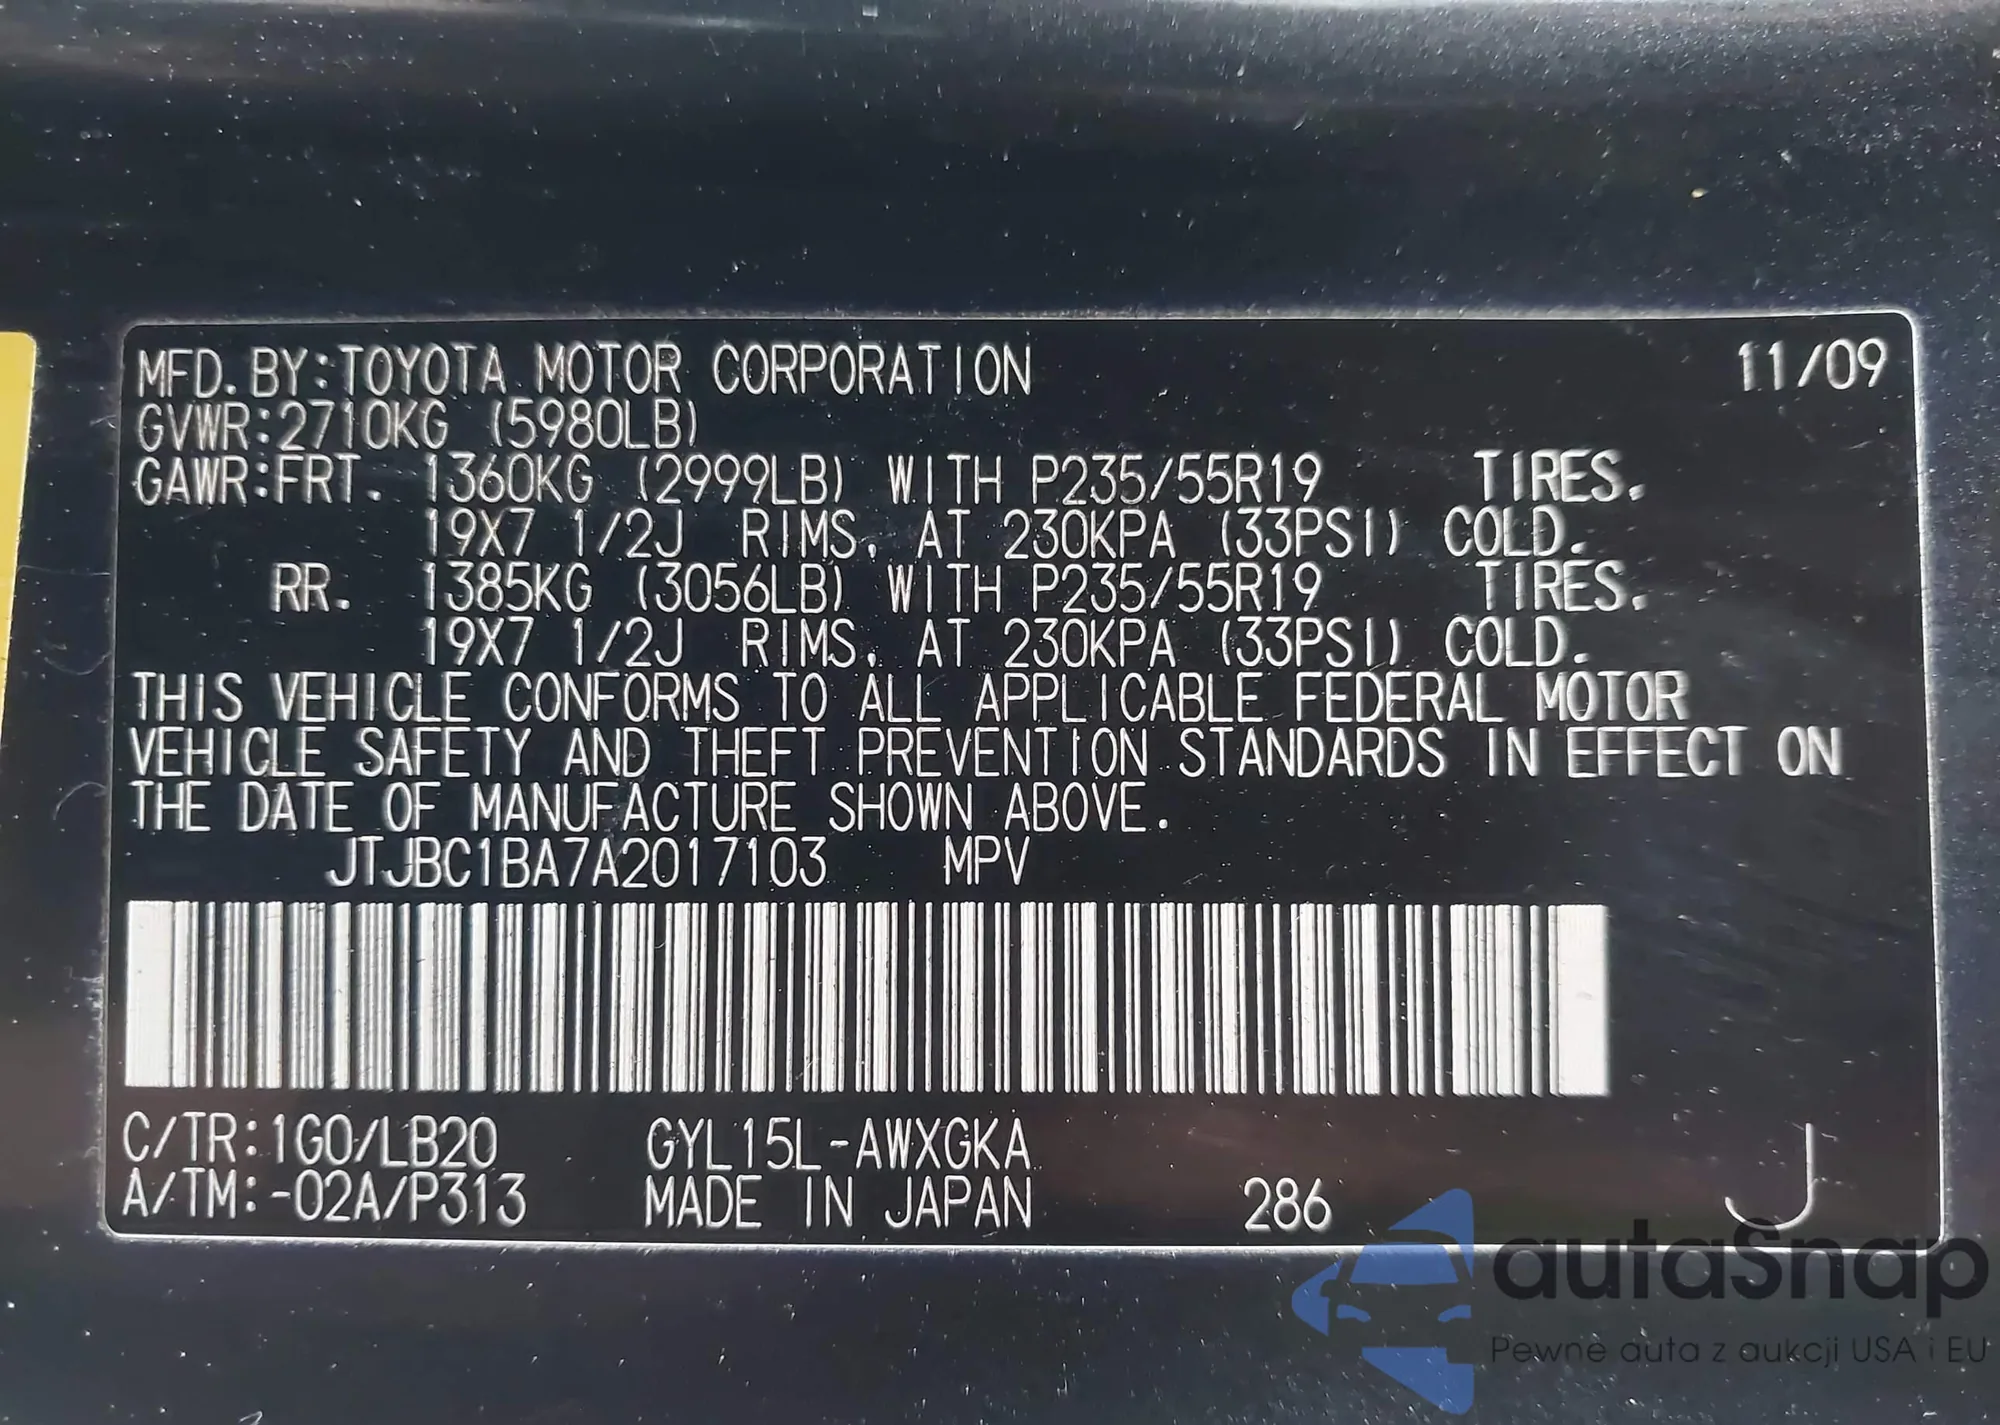 MFD. BY: TOYOTA MOTOR CORPORATION 11/09
GVWR: 2710KG (5980LB)
GAWR: FRT. 1360KG (2999LB) WITH P235/55R19 TIRES.
19X7 1/2J RIMS, AT 230KPA (33PSI) COLD.
RR. 1385KG (3056LB) WITH P235/55R19 TIRES.
19X7 1/2J RIMS, AT 230KPA (33PSI) COLD.
THIS VEHICLE CONFORMS TO ALL APPLICABLE FEDERAL MOTOR
VEHICLE SAFETY AND THEFT PREVENTION STANDARDS IN EFFECT ON
THE DATE OF MANUFACTURE SHOWN ABOVE.
JTJBC1BA7A2017103 MPV
C/TR: 1G0/LB20 GYL15L-AWXGKA
A/TM: -02A/P313 MADE IN JAPAN 286 J
autaSnap
Pewne auta z aukcji USA i EU